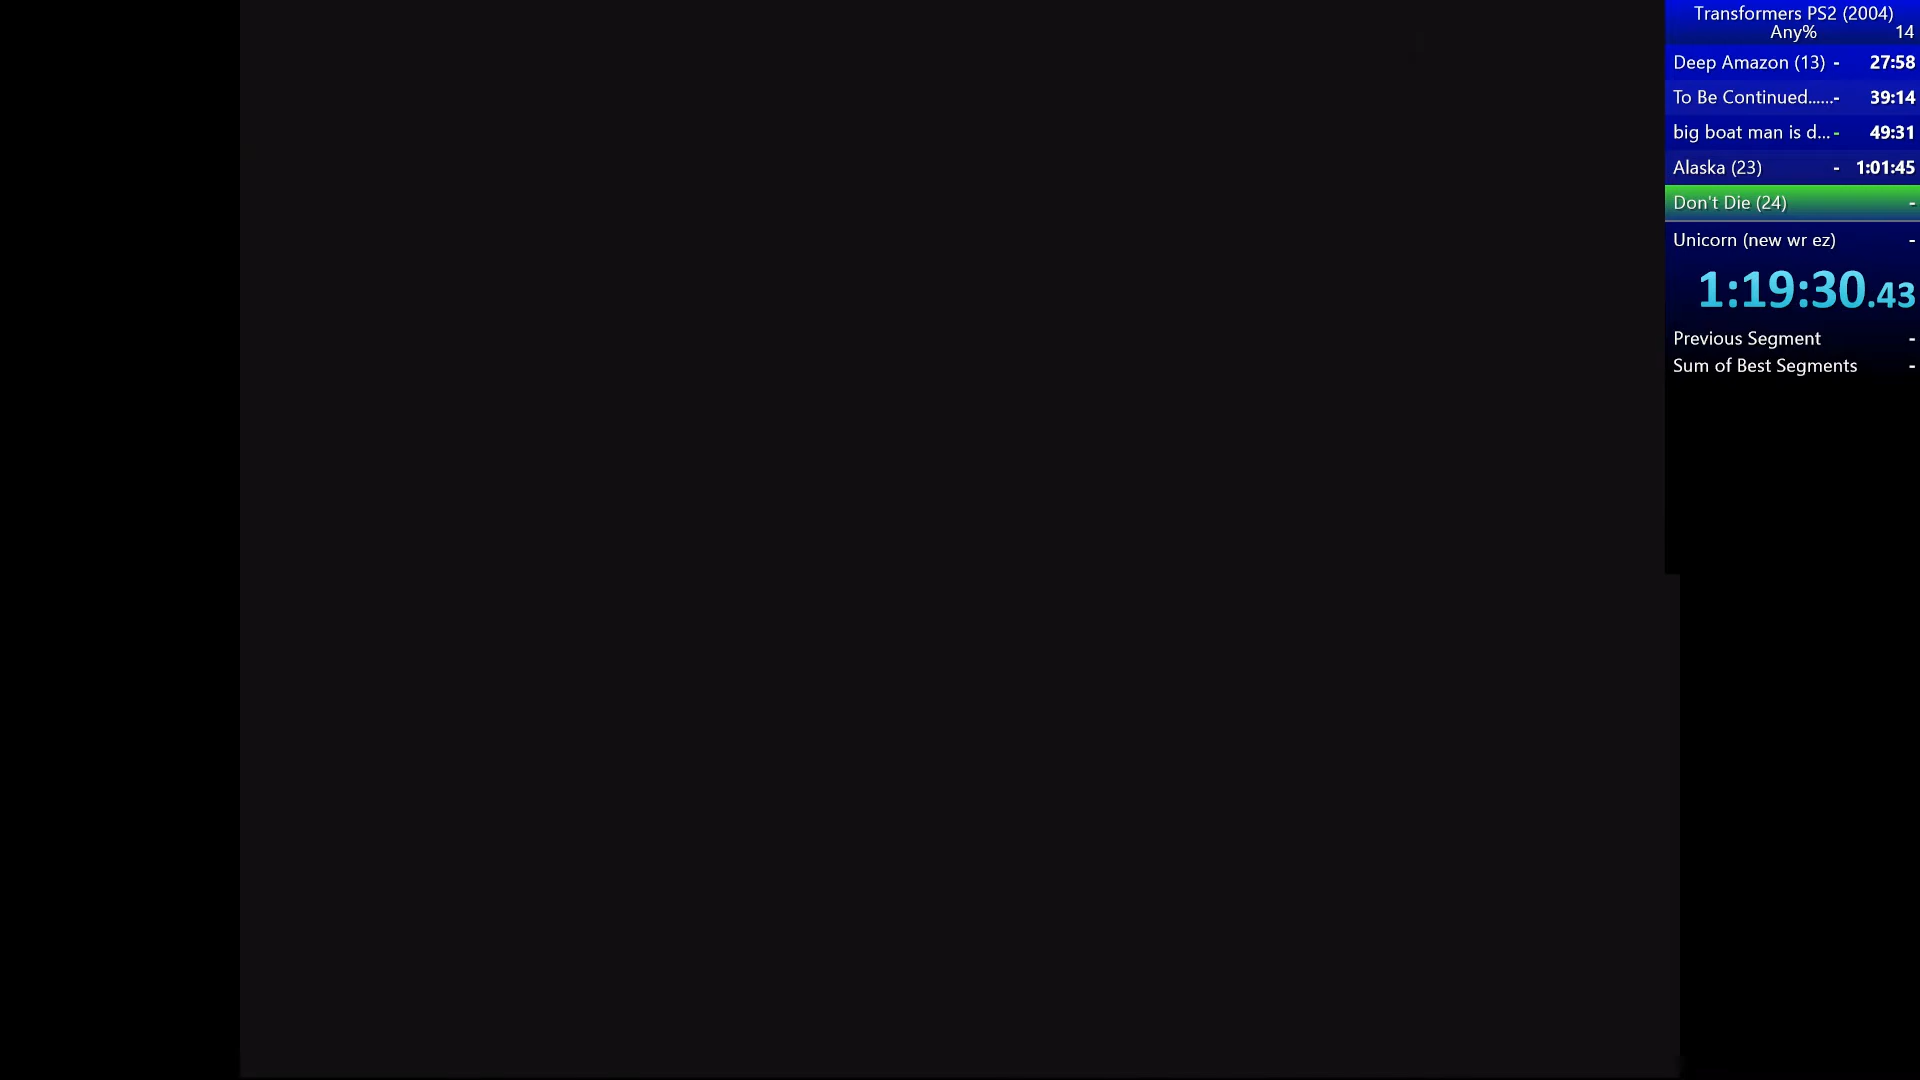 Transformers PS2 (2004)
Any% 14
Deep Amazon (13) - 27:58
To Be Continued......- 39:14
big boat man is d...- 49:31
Alaska (23) - 1:01:45
Don't Die (24) -
Unicorn (new wr ez) -
1:19:30.43
Previous Segment -
Sum of Best Segments -